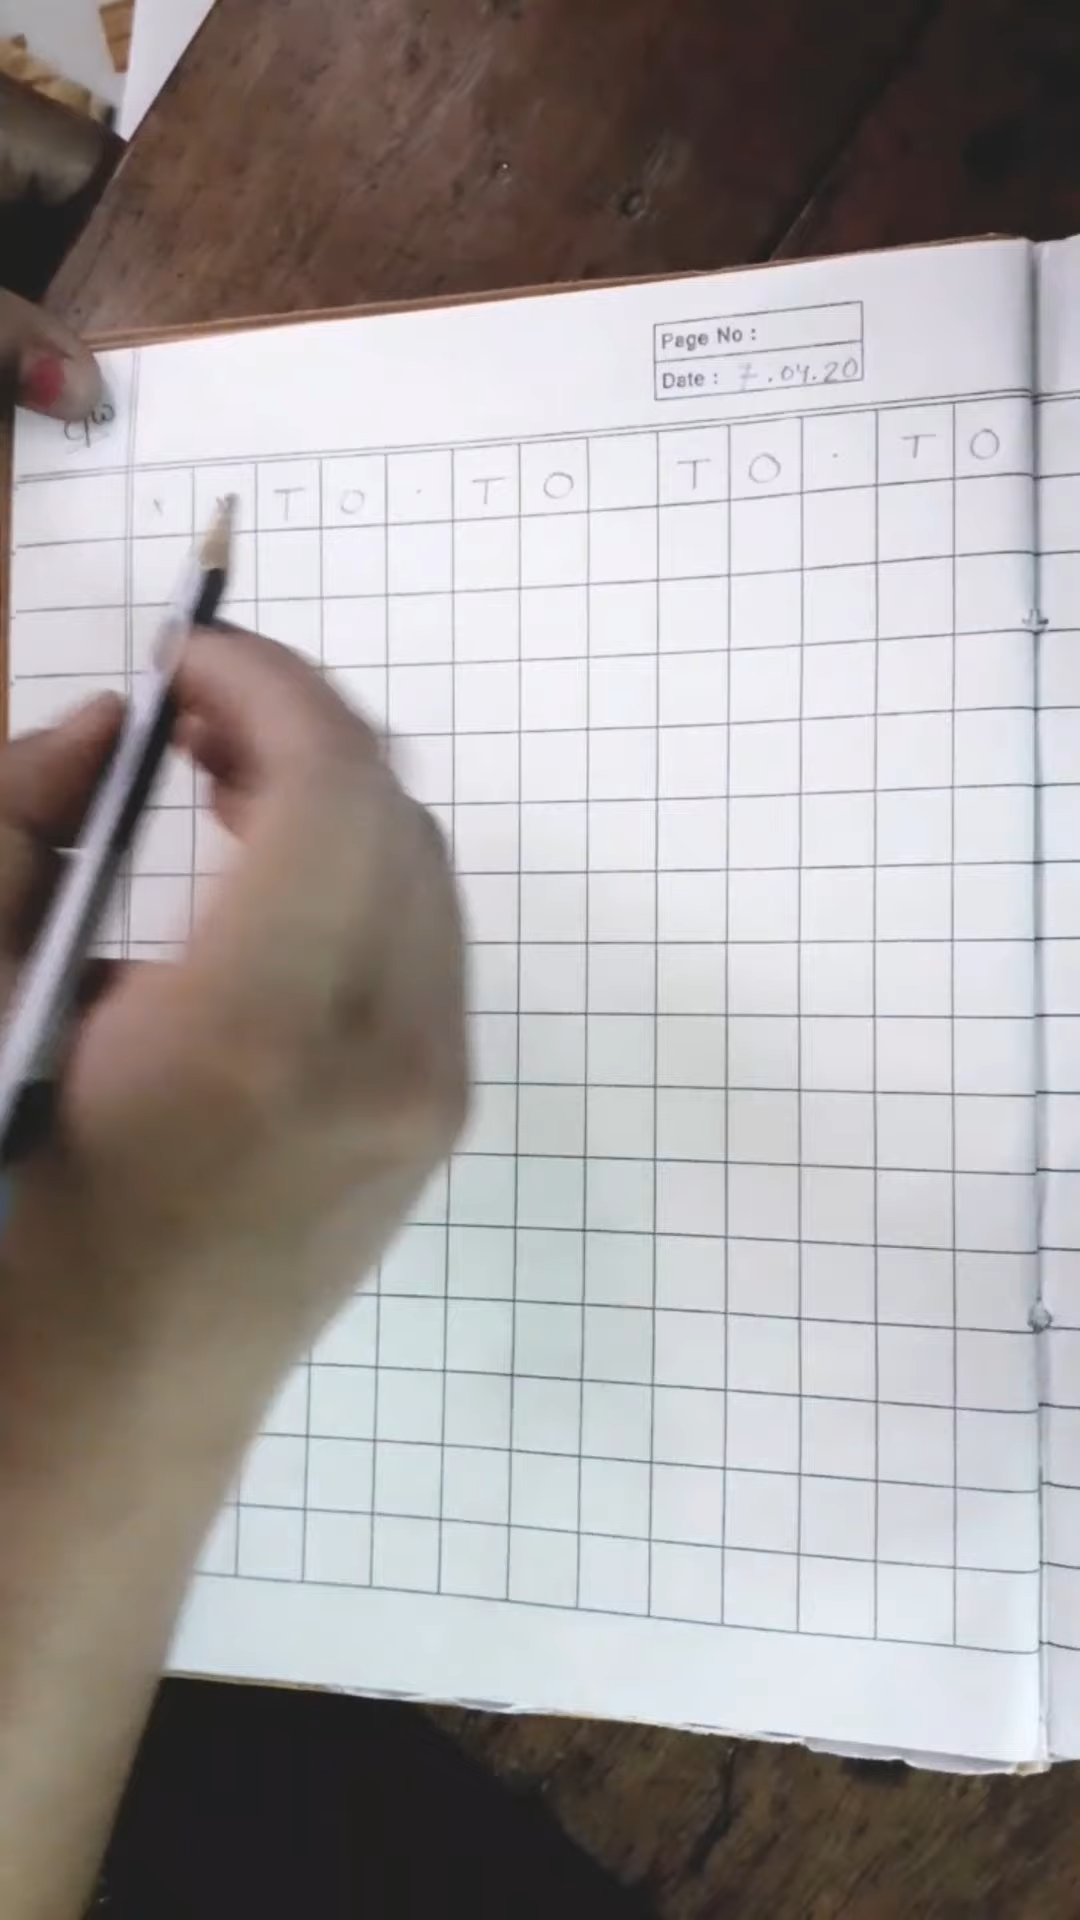 Page No :
Date : 7.04.20
C/W
T O . T O T O . T O